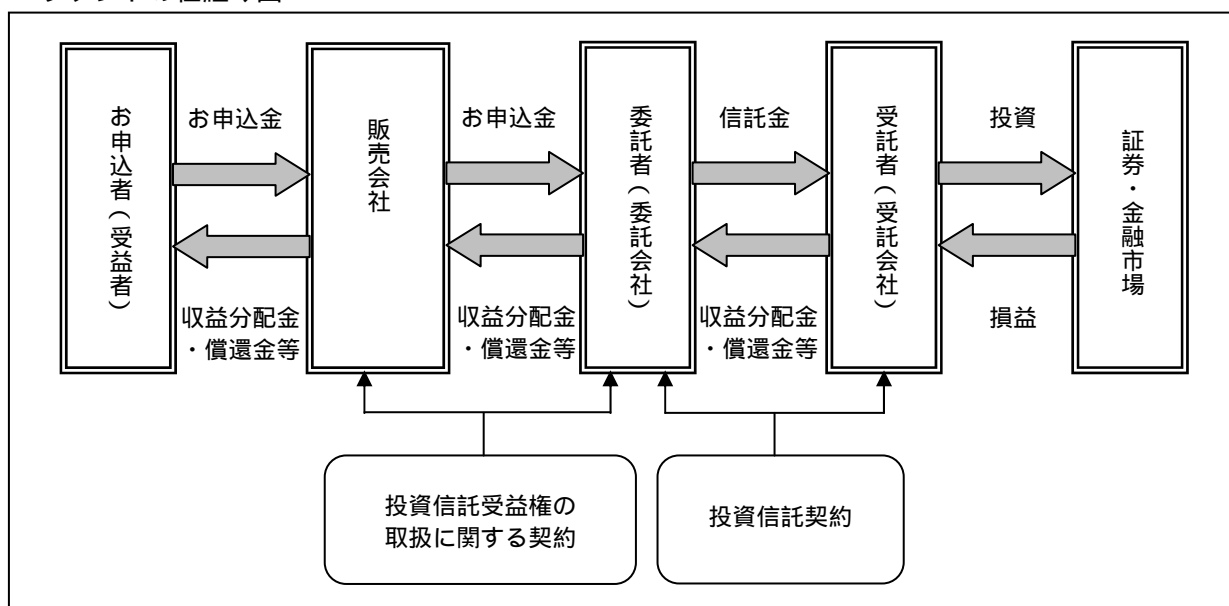 お申込者(受益者)
お申込金
収益分配金
・償還金等
販売会社
お申込金
収益分配金
・償還金等
委託者(委託会社)
信託金
収益分配金
・償還金等
受託者(受託会社)
投資
損益
証券・金融市場
投資信託受益権の
取扱に関する契約
投資信託契約